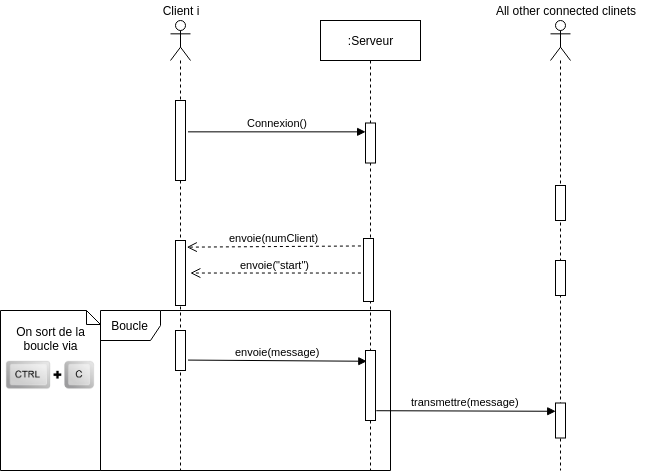 Client i
All other connected clinets
:Serveur
Connexion()
envoie(numClient)
envoie("start")
Boucle
On sort de la
boucle via
CTRL + C
envoie(message)
transmettre(message)